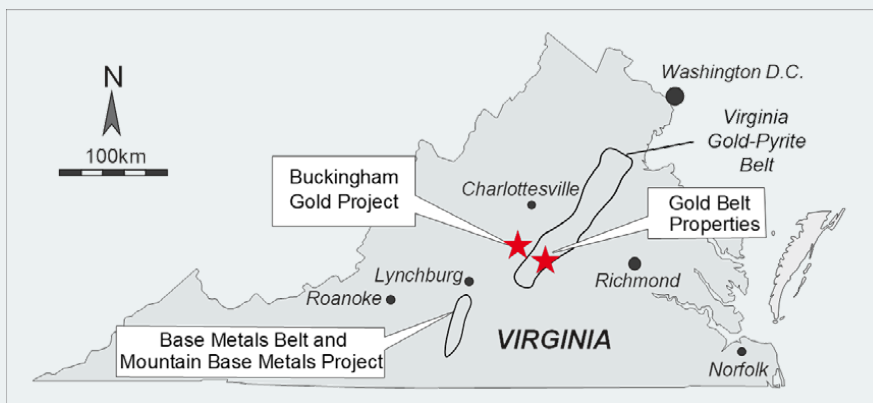 Washington D.C.
N
Virginia
Gold-Pyrite
Belt
100km
Buckingham
Gold Project
Charlottesville
Gold Belt
Properties
Lynchburg
Richmond
Roanoke
Base Metals Belt and
Mountain Base Metals Project
VIRGINIA
Norfolk